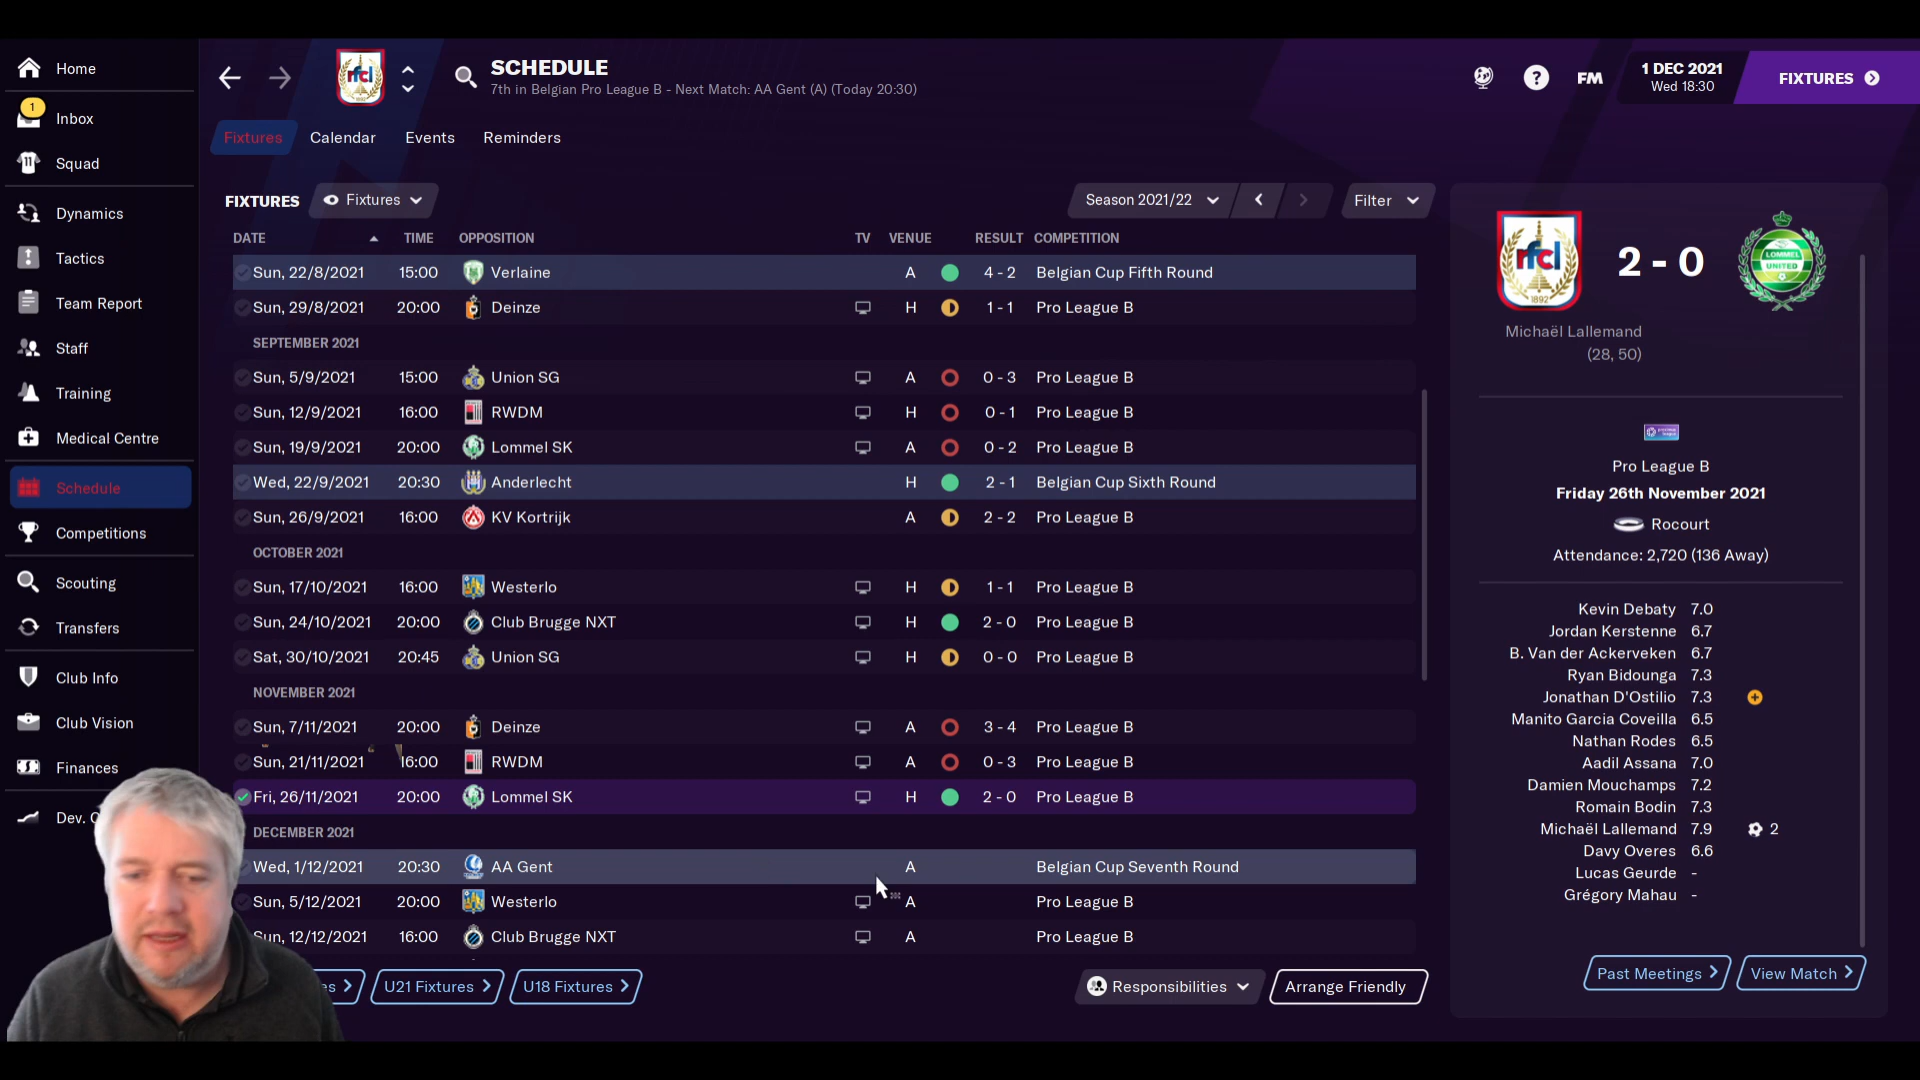 Home
1
Inbox
Squad
Dynamics
Tactics
Team Report
Staff
Training
Medical Centre
Schedule
Competitions
Scouting
Transfers
Club Info
Club Vision
Finances
Dev.
SCHEDULE
7th in Belgian Pro League B - Next Match: AA Gent (A) (Today 20:30)
FM
1 DEC 2021
Wed 18:30
FIXTURES
Fixtures Calendar Events Reminders
FIXTURES Fixtures Season 2021/22 Filter
DATE TIME OPPOSITION TV VENUE RESULT COMPETITION
Sun, 22/8/2021 15:00 Verlaine A 4 - 2 Belgian Cup Fifth Round
Sun, 29/8/2021 20:00 Deinze H 1 - 1 Pro League B
SEPTEMBER 2021
Sun, 5/9/2021 15:00 Union SG A 0 - 3 Pro League B
Sun, 12/9/2021 16:00 RWDM H 0 - 1 Pro League B
Sun, 19/9/2021 20:00 Lommel SK A 0 - 2 Pro League B
Wed, 22/9/2021 20:30 Anderlecht H 2 - 1 Belgian Cup Sixth Round
Sun, 26/9/2021 16:00 KV Kortrijk A 2 - 2 Pro League B
OCTOBER 2021
Sun, 17/10/2021 16:00 Westerlo H 1 - 1 Pro League B
Sun, 24/10/2021 20:00 Club Brugge NXT H 2 - 0 Pro League B
Sat, 30/10/2021 20:45 Union SG H 0 - 0 Pro League B
NOVEMBER 2021
Sun, 7/11/2021 20:00 Deinze A 3 - 4 Pro League B
Sun, 21/11/2021 16:00 RWDM A 0 - 3 Pro League B
Fri, 26/11/2021 20:00 Lommel SK H 2 - 0 Pro League B
DECEMBER 2021
Wed, 1/12/2021 20:30 AA Gent A Belgian Cup Seventh Round
Sun, 5/12/2021 20:00 Westerlo A Pro League B
Sun, 12/12/2021 16:00 Club Brugge NXT A Pro League B
U21 Fixtures U18 Fixtures Responsibilities Arrange Friendly
rfcl
1892
2 - 0
LOMMEL
UNITED
Michaël Lallemand
(28, 50)
Pro League B
Friday 26th November 2021
Rocourt
Attendance: 2,720 (136 Away)
Kevin Debaty 7.0
Jordan Kerstenne 6.7
B. Van der Ackerveken 6.7
Ryan Bidounga 7.3
Jonathan D'Ostilio 7.3
Manito Garcia Coveilla 6.5
Nathan Rodes 6.5
Aadil Assana 7.0
Damien Mouchamps 7.2
Romain Bodin 7.3
Michaël Lallemand 7.9 2
Davy Overes 6.6
Lucas Geurde -
Grégory Mahau -
Past Meetings View Match